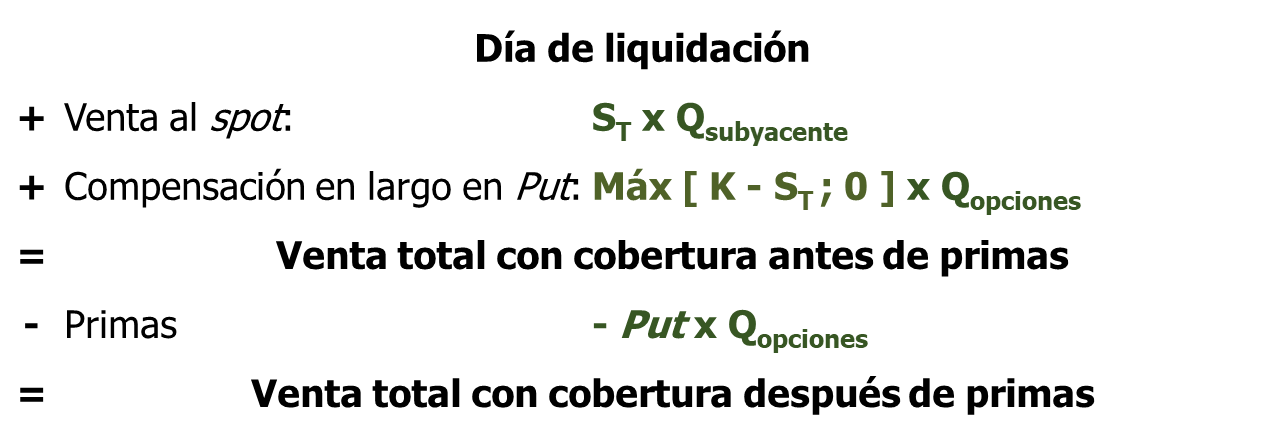 Día de liquidación
+ Venta al spot: S_T x Q_subyacente
+ Compensación en largo en Put: Máx [ K - S_T ; 0 ] x Q_opciones
= Venta total con cobertura antes de primas
- Primas - Put x Q_opciones
= Venta total con cobertura después de primas